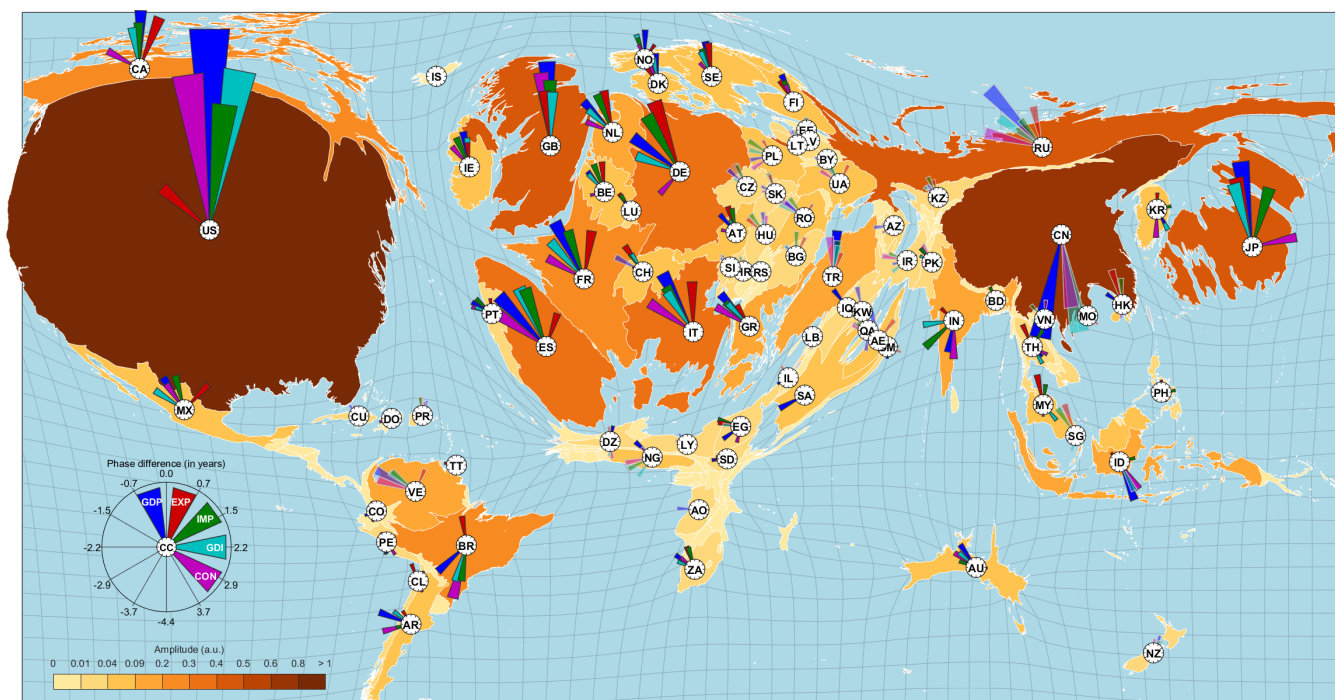 CA
IS
NO
DK
SE
FI
US
IE
GB
NL
DE
BE
LU
PL
LT
LV
BY
CZ
SK
UA
RU
KZ
CN
KR
JP
AT
HU
RO
AZ
FR
CH
SI
RS
BG
TR
IR
PK
PT
ES
IT
GR
IQ
KW
QA
AE
LB
BD
IN
VN
MO
HK
TH
MX
CU
DO
PR
IL
SA
MY
PH
SG
DZ
NG
LY
EG
SD
ID
TT
VE
CO
AO
PE
BR
CL
AR
ZA
AU
NZ
Phase difference (in years)
0.0
-0.7
0.7
-1.5
1.5
-2.2
2.2
-2.9
2.9
-3.7
3.7
-4.4
GDP
EXP
IMP
GDI
CON
CC
Amplitude (a.u.)
0 0.01 0.04 0.09 0.2 0.3 0.4 0.5 0.6 0.8 > 1